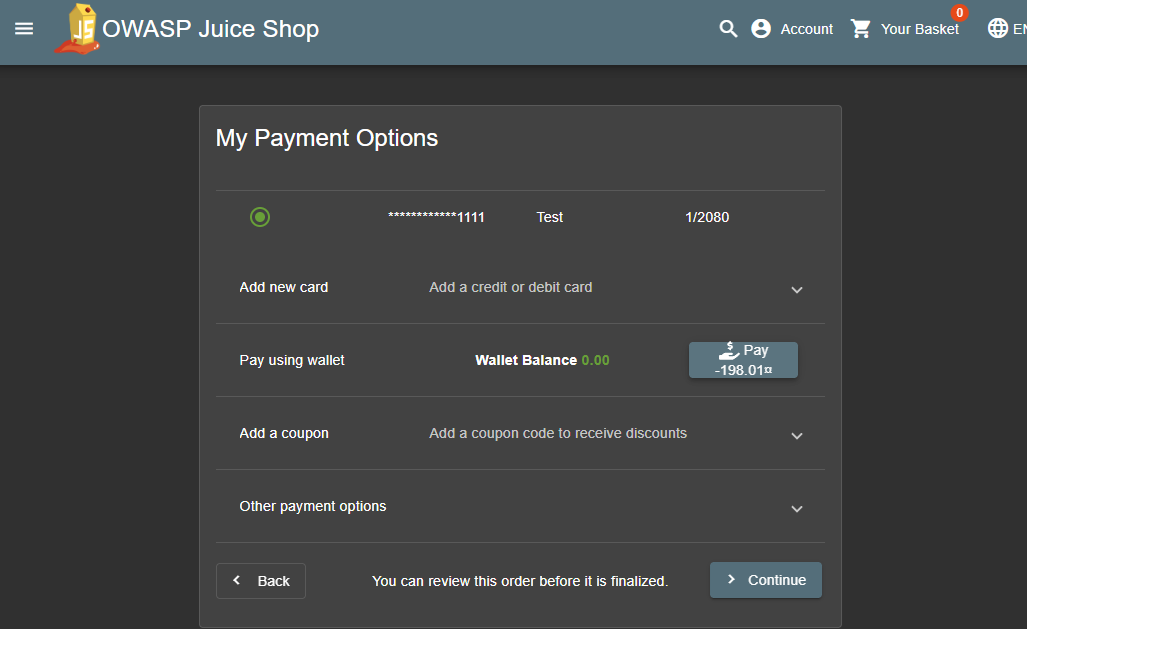 OWASP Juice Shop
Account
0
Your Basket
EN
My Payment Options
************1111 Test 1/2080
Add new card Add a credit or debit card
Pay using wallet Wallet Balance 0.00
Pay
-198.01¤
Add a coupon Add a coupon code to receive discounts
Other payment options
Back
You can review this order before it is finalized.
Continue